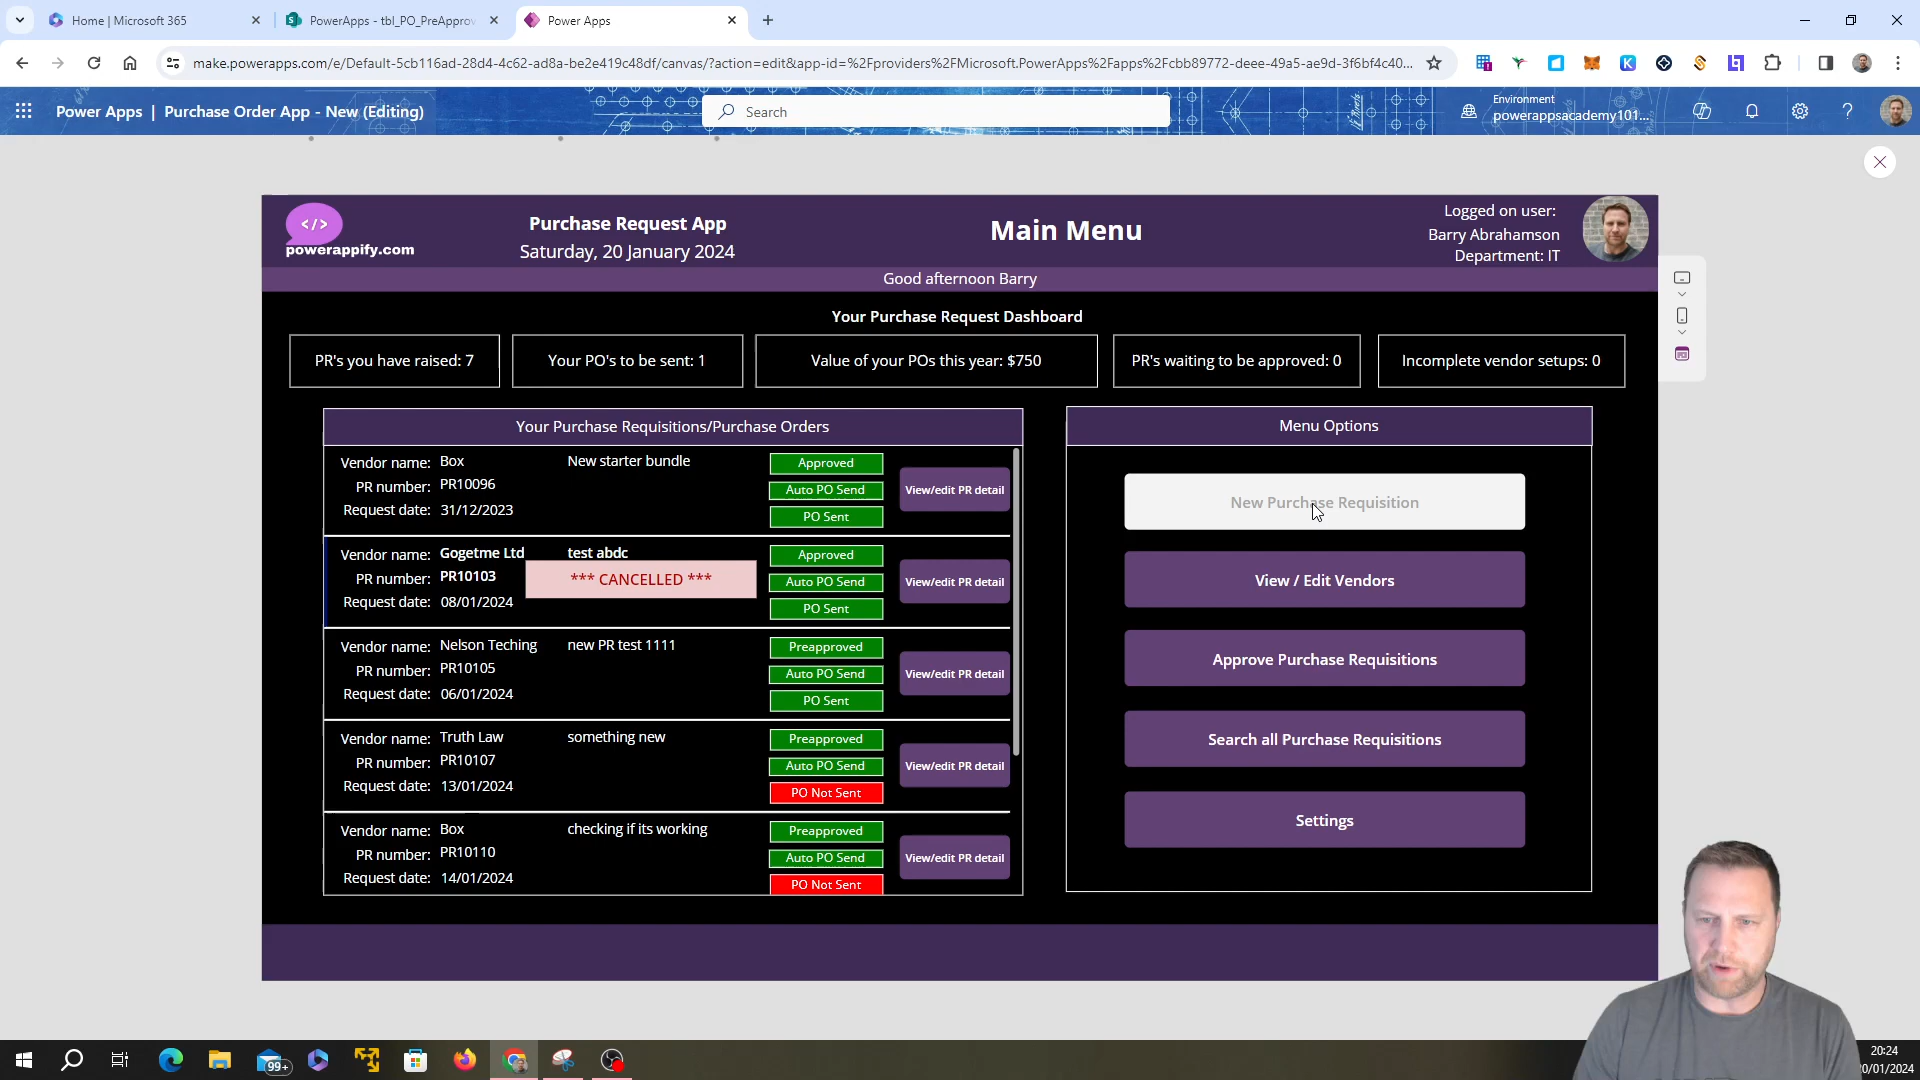 Home | Microsoft 365
PowerApps - tbl_PO_PreApprov
Power Apps
make.powerapps.com/e/Default-5cb116ad-28d4-4c62-ad8a-be2e419c48df/canvas/?action=edit&app-id=%2Fproviders%2FMicrosoft.PowerApps%2Fapps%2Fcbb89772-deee-49a5-ae9d-3f6bf4c40...
Power Apps | Purchase Order App - New (Editing)
Search
Environment
powerappsacademy101...
</>
powerappify.com
Purchase Request App
Saturday, 20 January 2024
Main Menu
Logged on user:
Barry Abrahamson
Department: IT
Good afternoon Barry
Your Purchase Request Dashboard
PR's you have raised: 7
Your PO's to be sent: 1
Value of your POs this year: $750
PR's waiting to be approved: 0
Incomplete vendor setups: 0
Your Purchase Requisitions/Purchase Orders
Vendor name: Box New starter bundle Approved
PR number: PR10096 Auto PO Send View/edit PR detail
Request date: 31/12/2023 PO Sent
Vendor name: Gogetme Ltd test abdc Approved
PR number: PR10103 *** CANCELLED *** Auto PO Send View/edit PR detail
Request date: 08/01/2024 PO Sent
Vendor name: Nelson Teching new PR test 1111 Preapproved
PR number: PR10105 Auto PO Send View/edit PR detail
Request date: 06/01/2024 PO Sent
Vendor name: Truth Law something new Preapproved
PR number: PR10107 Auto PO Send View/edit PR detail
Request date: 13/01/2024 PO Not Sent
Vendor name: Box checking if its working Preapproved
PR number: PR10110 Auto PO Send View/edit PR detail
Request date: 14/01/2024 PO Not Sent
Menu Options
New Purchase Requisition
View / Edit Vendors
Approve Purchase Requisitions
Search all Purchase Requisitions
Settings
99+
20:24
0/01/2024